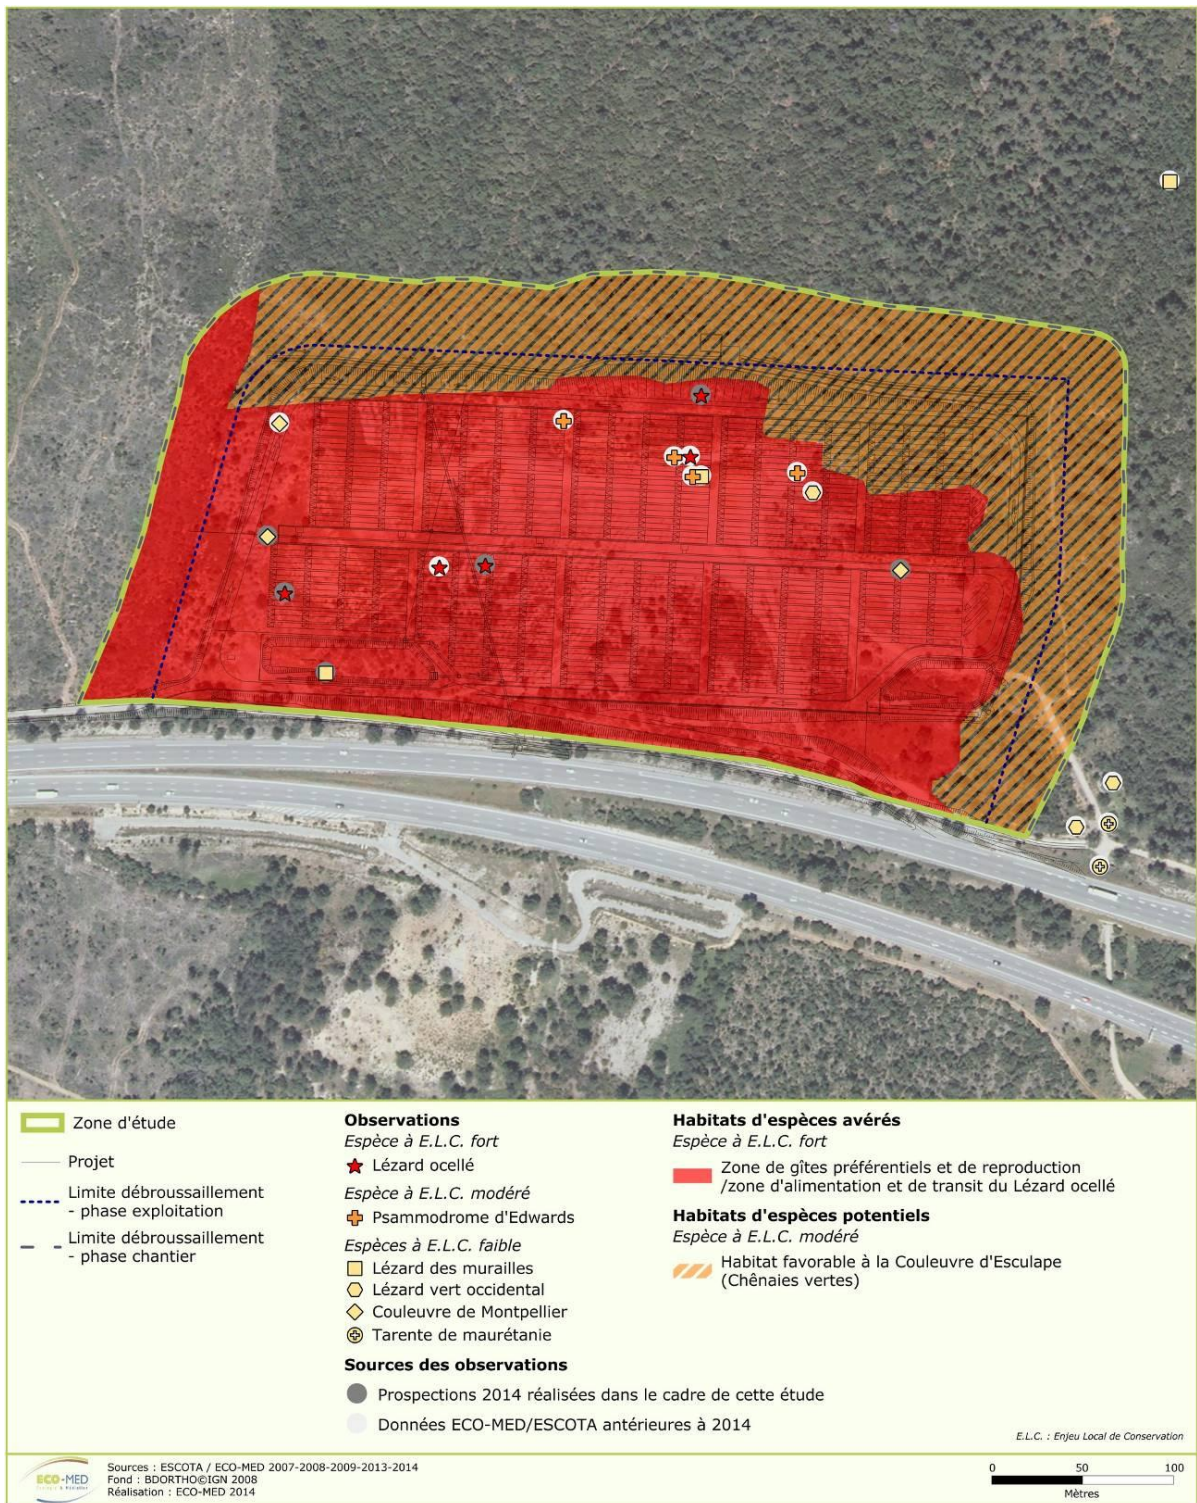 Zone d'étude
Projet
Limite débroussaillement
- phase exploitation
Limite débroussaillement
- phase chantier
Observations
Espèce à E.L.C. fort
Lézard ocellé
Espèce à E.L.C. modéré
Psammodrome d'Edwards
Espèces à E.L.C. faible
Lézard des murailles
Lézard vert occidental
Couleuvre de Montpellier
Tarente de maurétanie
Sources des observations
Prospections 2014 réalisées dans le cadre de cette étude
Données ECO-MED/ESCOTA antérieures à 2014
Habitats d'espèces avérés
Espèce à E.L.C. fort
Zone de gîtes préférentiels et de reproduction
/zone d'alimentation et de transit du Lézard ocellé
Habitats d'espèces potentiels
Espèce à E.L.C. modéré
Habitat favorable à la Couleuvre d'Esculape
(Chênaies vertes)
E.L.C. : Enjeu Local de Conservation
ECO-MED
Sources : ESCOTA / ECO-MED 2007-2008-2009-2013-2014
Fond : BDORTHO©IGN 2008
Réalisation : ECO-MED 2014
0 50 100
Mètres